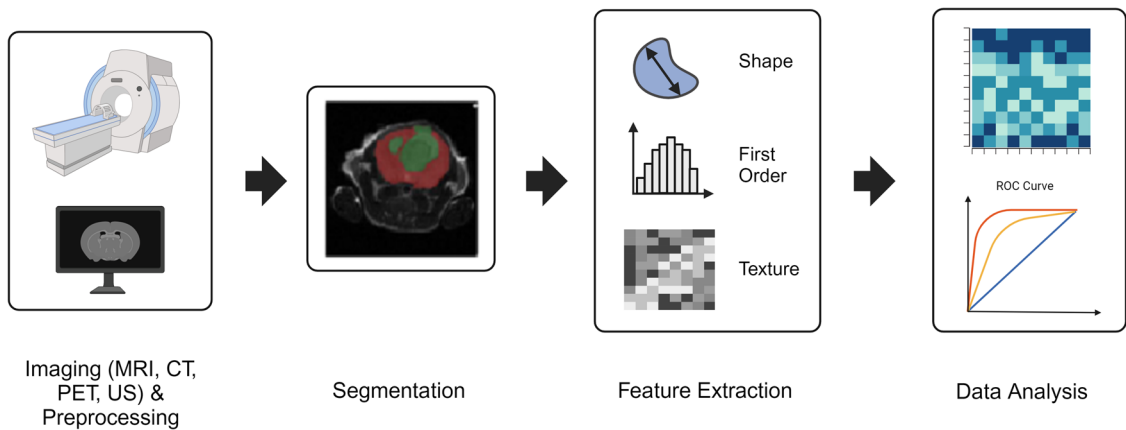 Shape
First
Order
Texture
ROC Curve
Imaging (MRI, CT,
PET, US) &
Preprocessing
Segmentation
Feature Extraction
Data Analysis